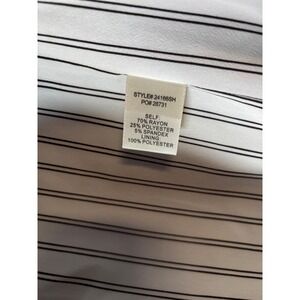 STYLE# 24166SH
PO# 28731
SELF:
70% RAYON
25% POLYESTER
5% SPANDEX
LINING
100% POLYESTER